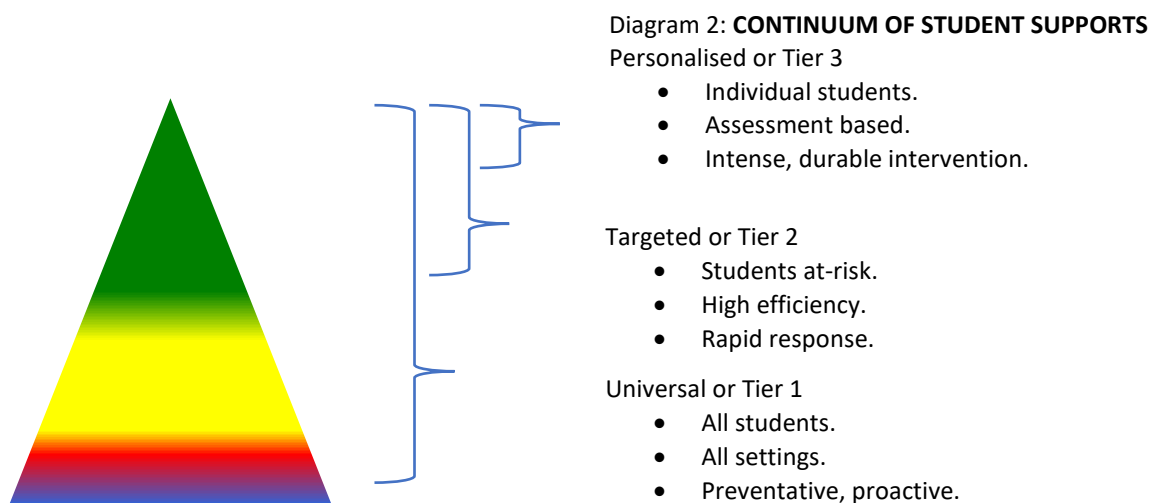 Diagram 2: CONTINUUM OF STUDENT SUPPORTS
Personalised or Tier 3
• Individual students.
• Assessment based.
• Intense, durable intervention.
Targeted or Tier 2
• Students at-risk.
• High efficiency.
• Rapid response.
Universal or Tier 1
• All students.
• All settings.
• Preventative, proactive.